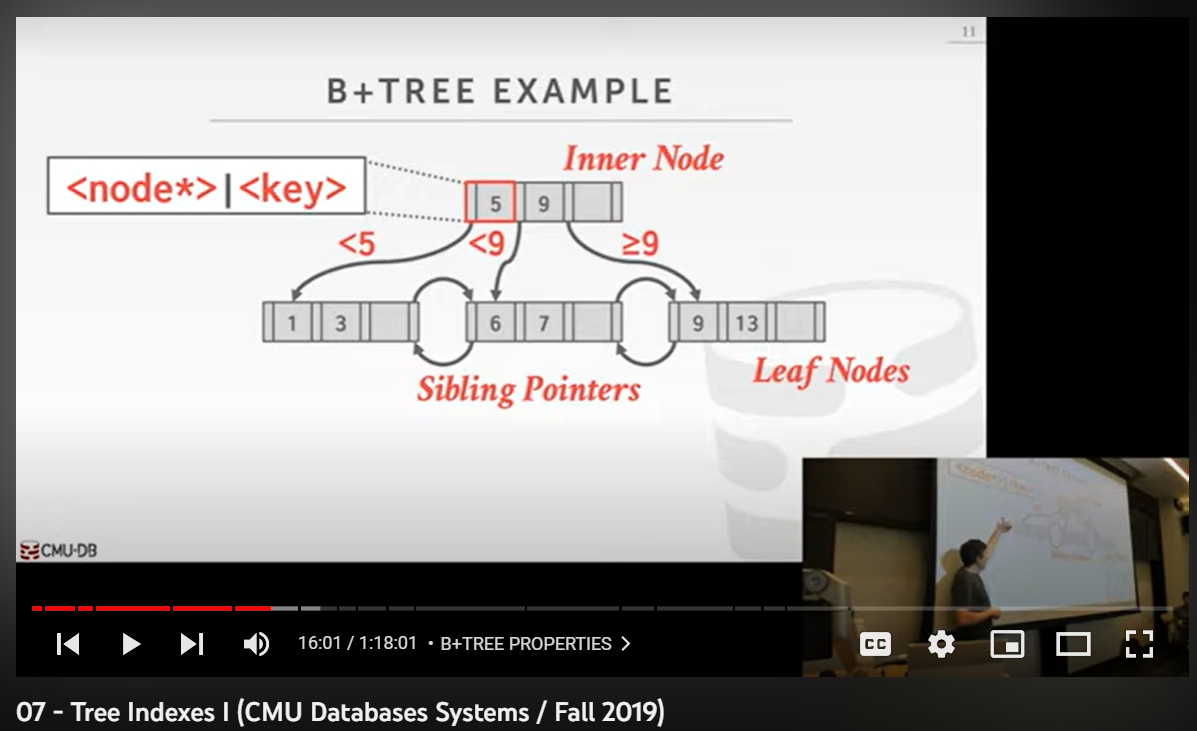 11
B+TREE EXAMPLE
Inner Node
<node*>|<key>
5 9
<5 <9 ≥9
1 3 6 7 9 13
Sibling Pointers
Leaf Nodes
CMU·DB
16:01 / 1:18:01 • B+TREE PROPERTIES >
CC
07 - Tree Indexes I (CMU Databases Systems / Fall 2019)